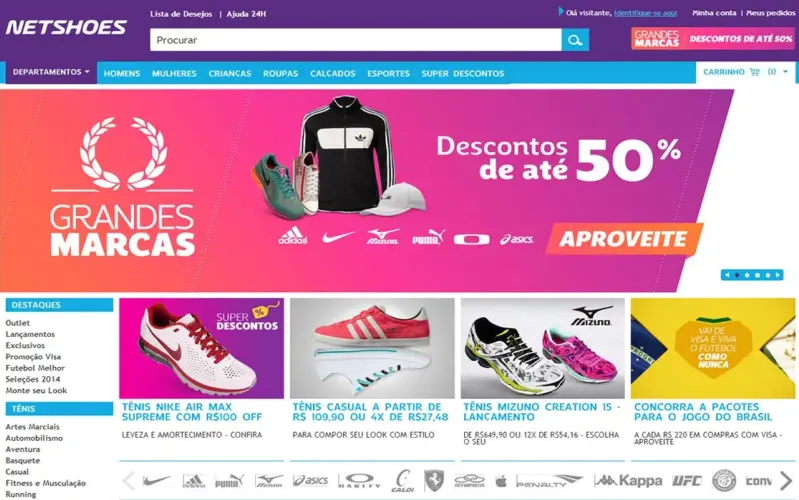 NETSHOES
Lista de Desejos | Ajuda 24H
Olá visitante, Identifique-se aqui
Minha conta | Meus pedidos
Procurar
GRANDES MARCAS DESCONTOS DE ATÉ 50%
DEPARTAMENTOS HOMENS MULHERES CRIANCAS ROUPAS CALCADOS ESPORTES SUPER DESCONTOS
CARRINHO (1)
GRANDES
MARCAS
Descontos
de até 50%
adidas MIZUNO PUMA asics
APROVEITE
DESTAQUES
Outlet
Lançamentos
Exclusivos
Promoção Visa
Futebol Melhor
Seleções 2014
Monte seu Look
TÊNIS
Artes Marciais
Automobilismo
Aventura
Basquete
Casual
Fitness e Musculação
Running
SUPER
DESCONTOS
TÊNIS NIKE AIR MAX
SUPREME COM R$100 OFF
LEVEZA E AMORTECIMENTO - CONFIRA
TÊNIS CASUAL A PARTIR DE
R$ 109,90 OU 4X DE R$27,48
PARA COMPOR SEU LOOK COM ESTILO
MIZUNO
TÊNIS MIZUNO CREATION 15 -
LANCAMENTO
DE R$649,90 OU 12X DE R$54,16 - ESCOLHA
O SEU
VAI DE
VISA E VIVA
O FUTEBOL
COMO
NUNCA
CONCORRA A PACOTES
PARA O JOGO DO BRASIL
A CADA R$ 220 EM COMPRAS COM VISA -
APROVEITE
adidas PUMA asics OAKLEY CALOI OLYMPIKUS PENALTY Kappa UFC conv